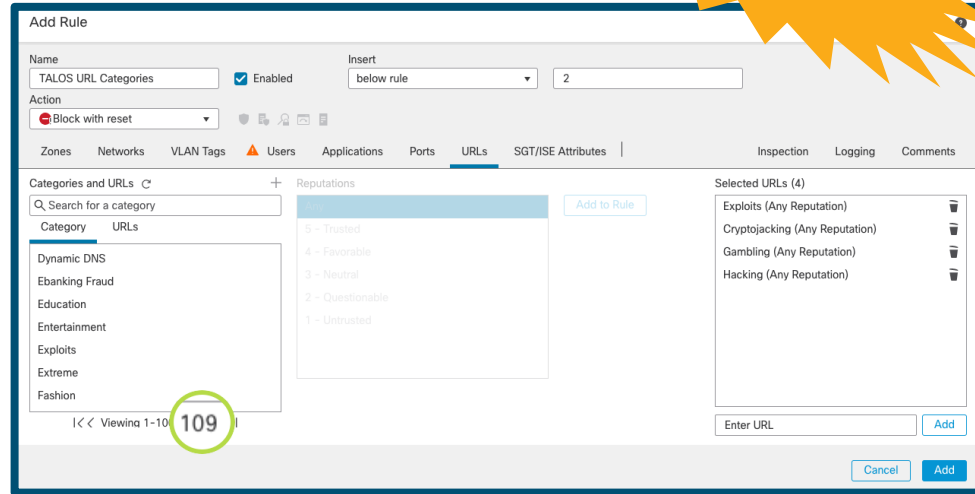 Add Rule
Name
Insert
TALOS URL Categories
Enabled
below rule
2
Action
Block with reset
Zones Networks VLAN Tags Users Applications Ports URLs SGT/ISE Attributes Inspection Logging Comments
Categories and URLs
Search for a category
Category URLs
Dynamic DNS
Ebanking Fraud
Education
Entertainment
Exploits
Extreme
Fashion
Viewing 1-10
109
Reputations
Any
5 – Trusted
4 – Favorable
3 – Neutral
2 – Questionable
1 – Untrusted
Add to Rule
Selected URLs (4)
Exploits (Any Reputation)
Cryptojacking (Any Reputation)
Gambling (Any Reputation)
Hacking (Any Reputation)
Enter URL
Add
Cancel
Add